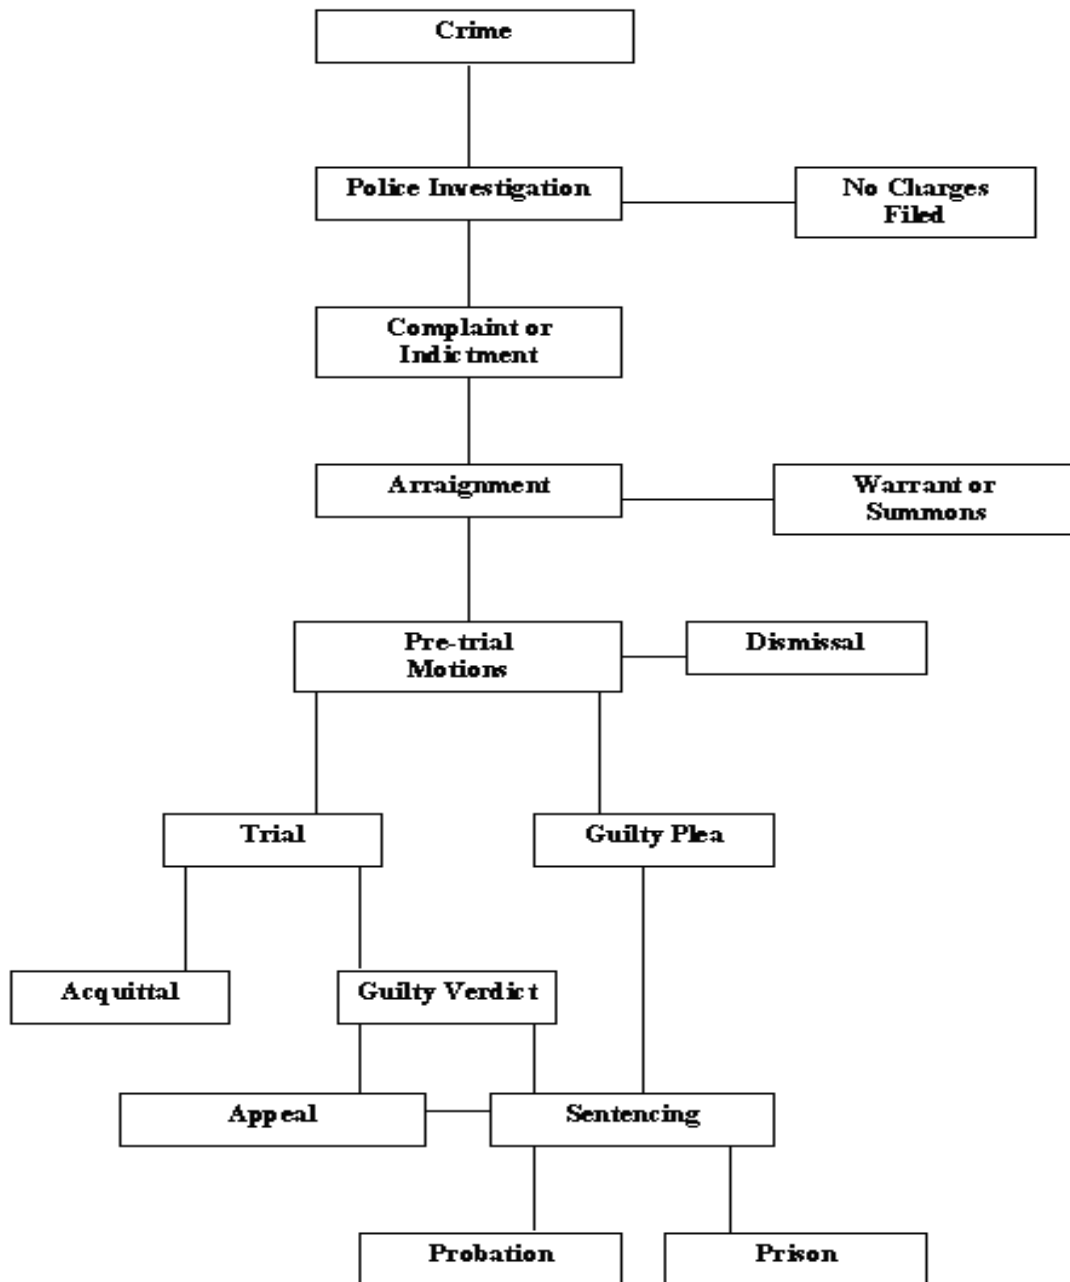 Crime
Police Investigation
No Charges
Filed
Complaint or
Indictment
Arraignment
Warrant or
Summons
Pre-trial
Motions
Dismissal
Trial
Guilty Plea
Acquittal
Guilty Verdict
Appeal
Sentencing
Probation
Prison